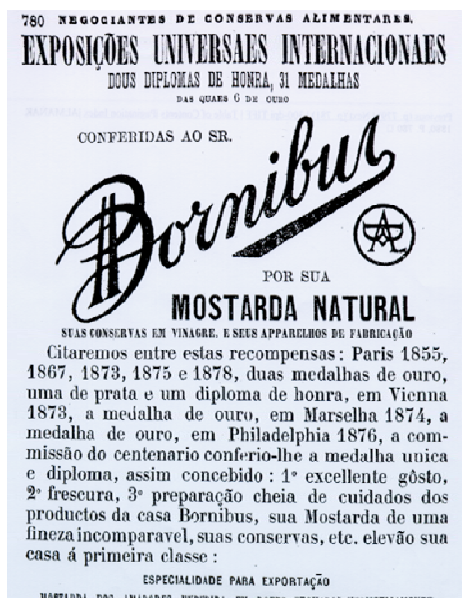 780 NEGOCIANTES DE CONSERVAS ALIMENTARES.
EXPOSIÇÕES UNIVERSAES INTERNACIONAES
DOUS DIPLOMAS DE HONRA, 31 MEDALHAS
DAS QUAES 6 DE OURO
CONFERIDAS AO SR.
Bornibus
POR SUA
MOSTARDA NATURAL
SUAS CONSERVAS EM VINAGRE, E SEUS APPARELHOS DE FABRICAÇÃO
Citaremos entre estas recompensas : Paris 1855,
1867, 1873, 1875 e 1878, duas medalhas de ouro,
uma de prata e um diploma de honra, em Vienna
1873, a medalha de ouro, em Marselha 1874, a
medalha de ouro, em Philadelphia 1876, a com-
missão do centenario conferio-lhe a medalha unica
e diploma, assim concebido : 1º excellente gôsto,
2º frescura, 3º preparação cheia de cuidados dos
productos da casa Bornibus, sua Mostarda de uma
fineza incomparavel, suas conservas, etc. elevão sua
casa á primeira classe :
ESPECIALIDADE PARA EXPORTAÇÃO